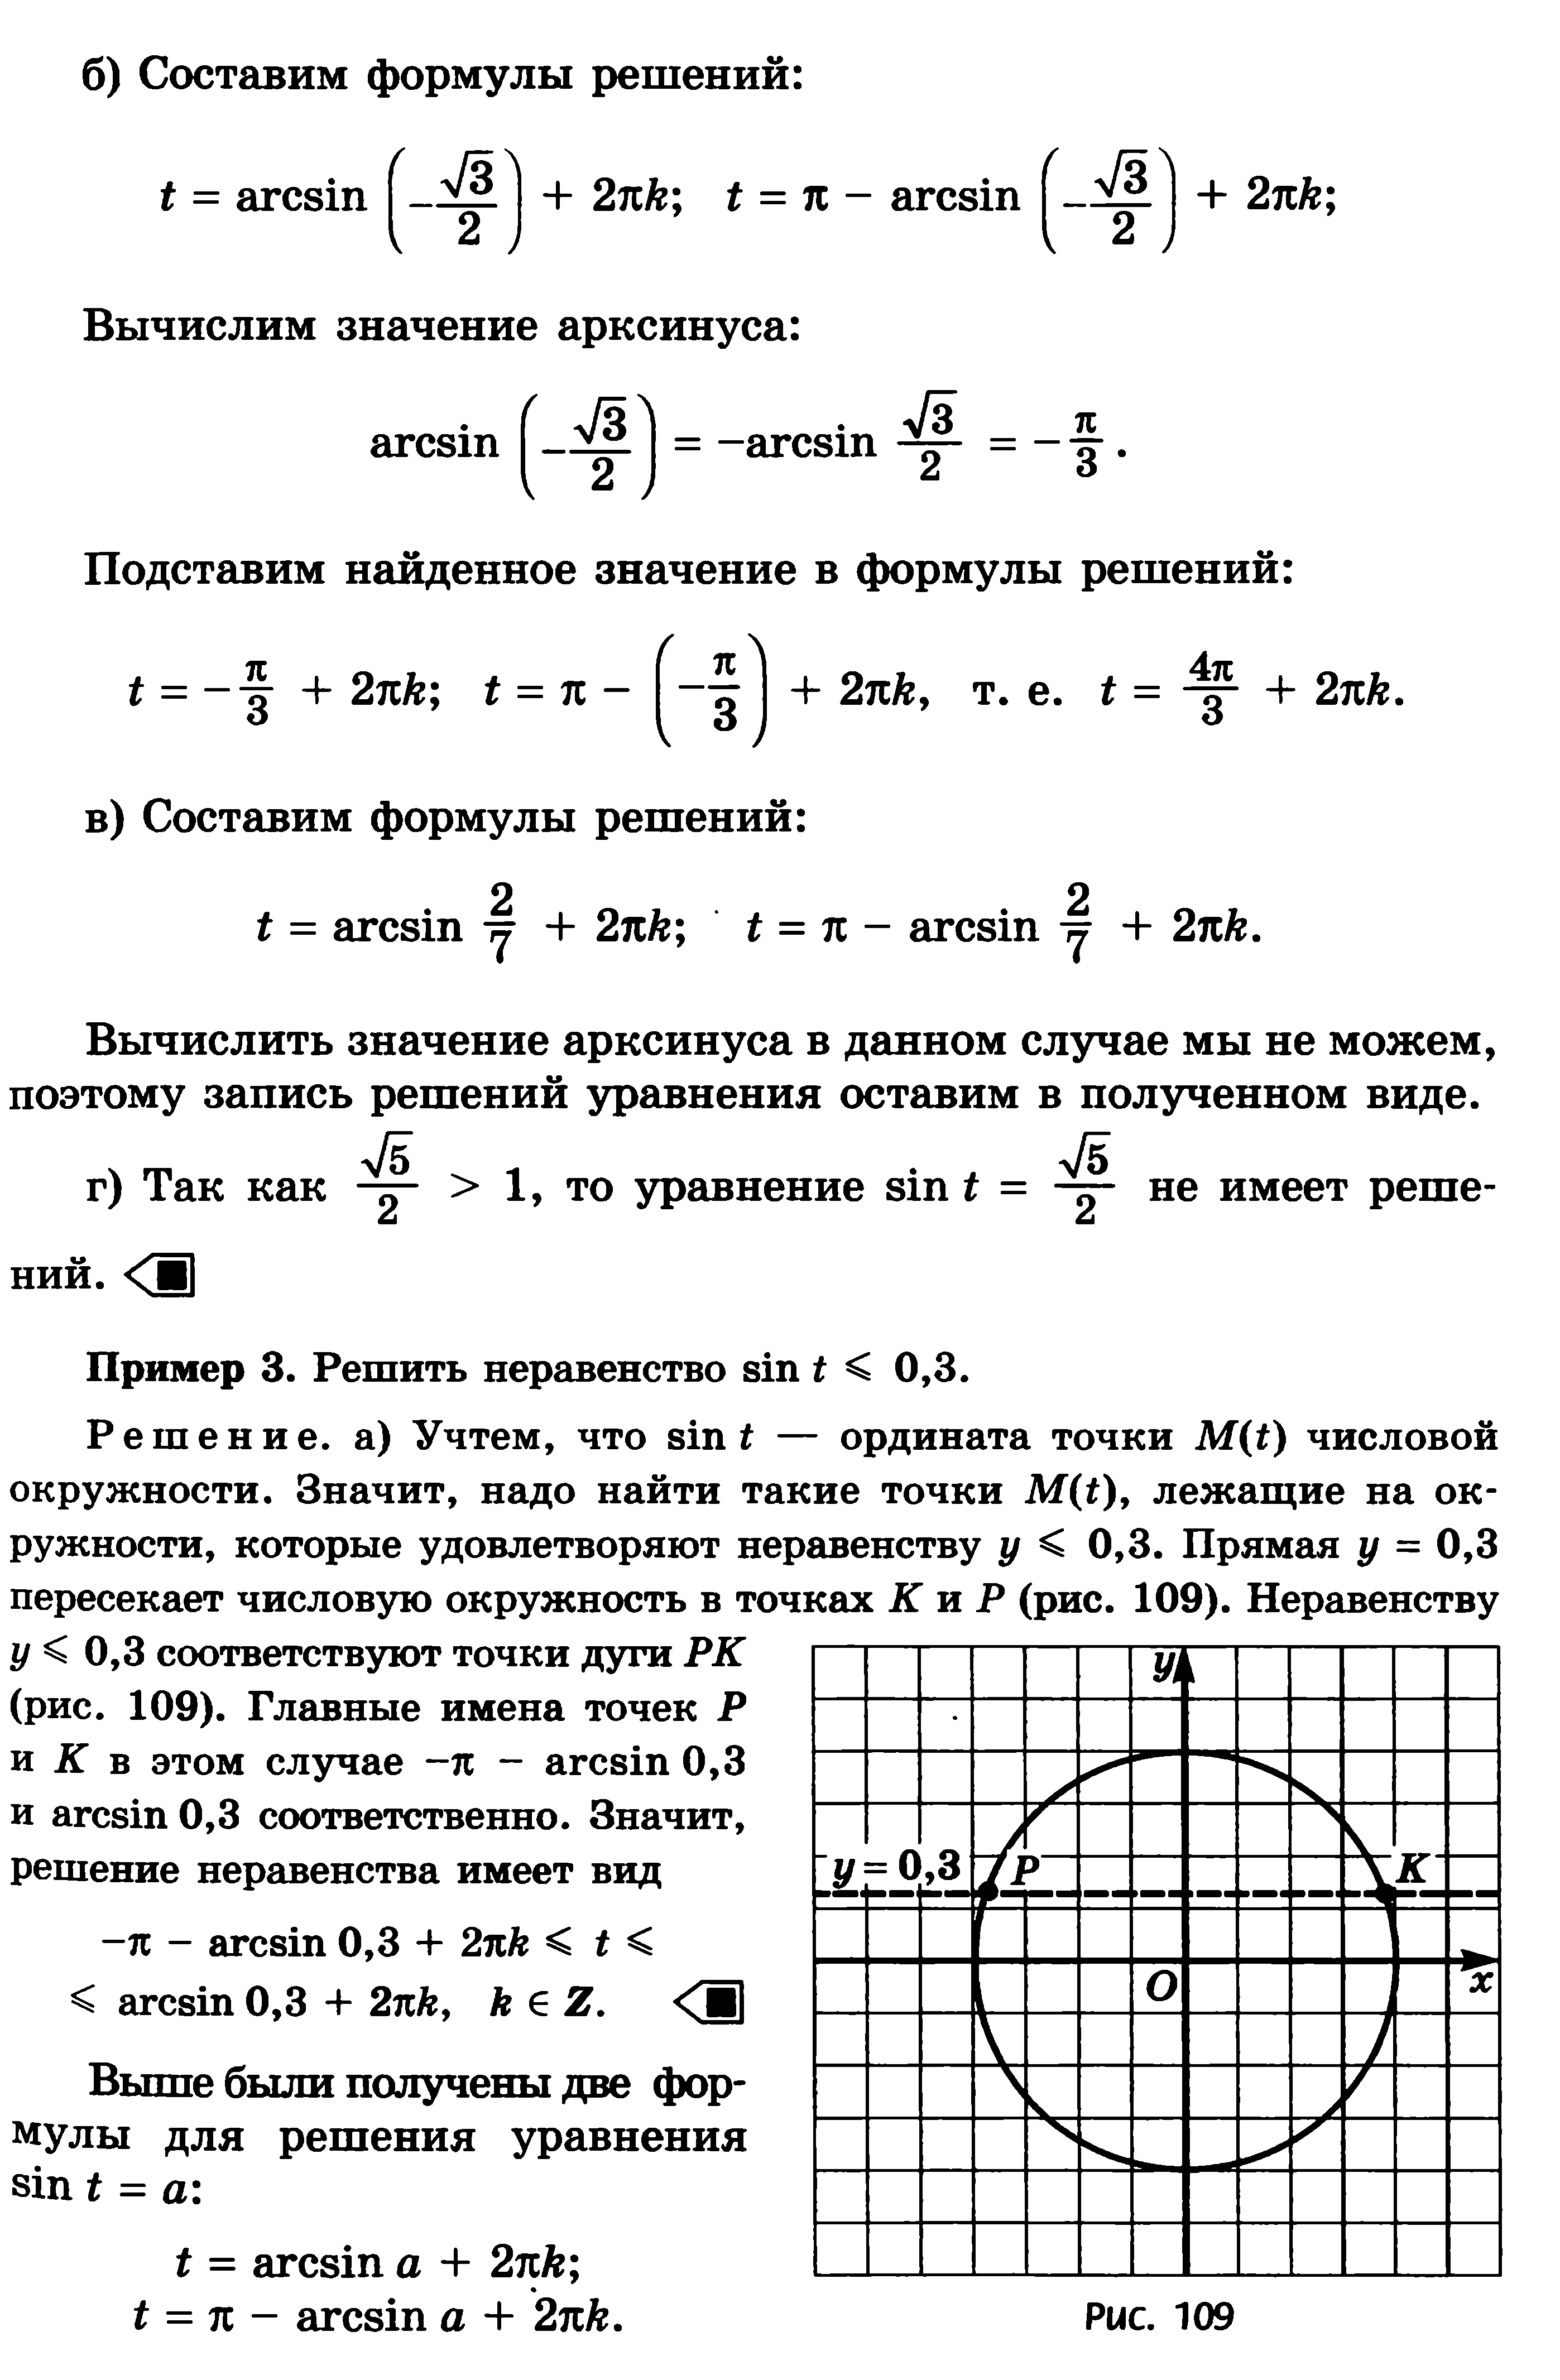 б) Составим формулы решений:
t = arcsin (-√3/2) + 2πk; t = π − arcsin (-√3/2) + 2πk;
Вычислим значение арксинуса:
arcsin (-√3/2) = −arcsin √3/2 = −π/3.
Подставим найденное значение в формулы решений:
t = −π/3 + 2πk; t = π − (−π/3) + 2πk, т. е. t = 4π/3 + 2πk.
в) Составим формулы решений:
t = arcsin 2/7 + 2πk; t = π − arcsin 2/7 + 2πk.
Вычислить значение арксинуса в данном случае мы не можем,
поэтому запись решений уравнения оставим в полученном виде.
г) Так как √5/2 > 1, то уравнение sin t = √5/2 не имеет реше-
ний.
Пример 3. Решить неравенство sin t ⩽ 0,3.
Решение. а) Учтем, что sin t — ордината точки M(t) числовой
окружности. Значит, надо найти такие точки M(t), лежащие на ок-
ружности, которые удовлетворяют неравенству y ⩽ 0,3. Прямая y = 0,3
пересекает числовую окружность в точках K и P (рис. 109). Неравенству
y ⩽ 0,3 соответствуют точки дуги PK
(рис. 109). Главные имена точек P
и K в этом случае −π − arcsin 0,3
и arcsin 0,3 соответственно. Значит,
решение неравенства имеет вид
−π − arcsin 0,3 + 2πk ⩽ t ⩽
⩽ arcsin 0,3 + 2πk, k ∈ Z.
Выше были получены две фор-
мулы для решения уравнения
sin t = a:
t = arcsin a + 2πk;
t = π − arcsin a + 2πk.
y
y = 0,3
P
K
O
x
Рис. 109